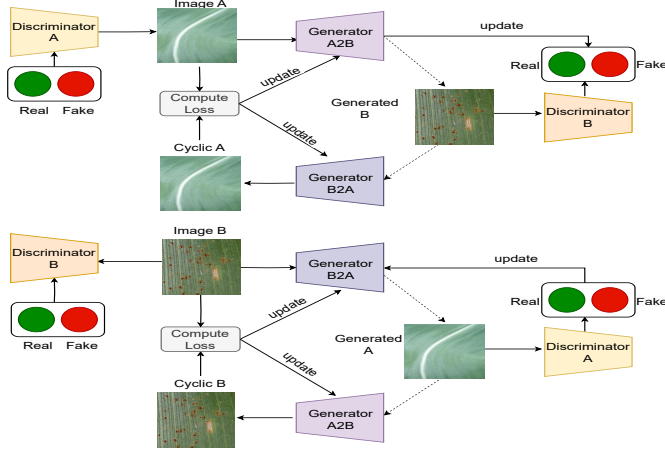 Image A
Discriminator
A
Generator
A2B
update
Real
Fake
Real
Fake
update
Compute
Loss
Generated
B
Discriminator
B
update
Cyclic A
Generator
B2A
Image B
Discriminator
B
Generator
B2A
update
Real
Fake
Real
Fake
update
Compute
Loss
Generated
A
Discriminator
A
update
Cyclic B
Generator
A2B